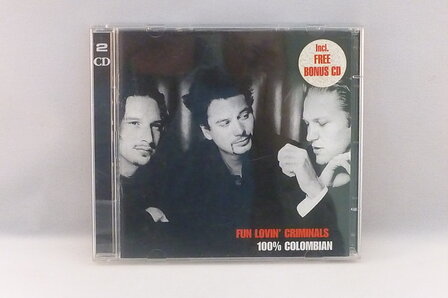 2
CD
Incl.
FREE
BONUS CD
FUN LOVIN' CRIMINALS
100% COLOMBIAN